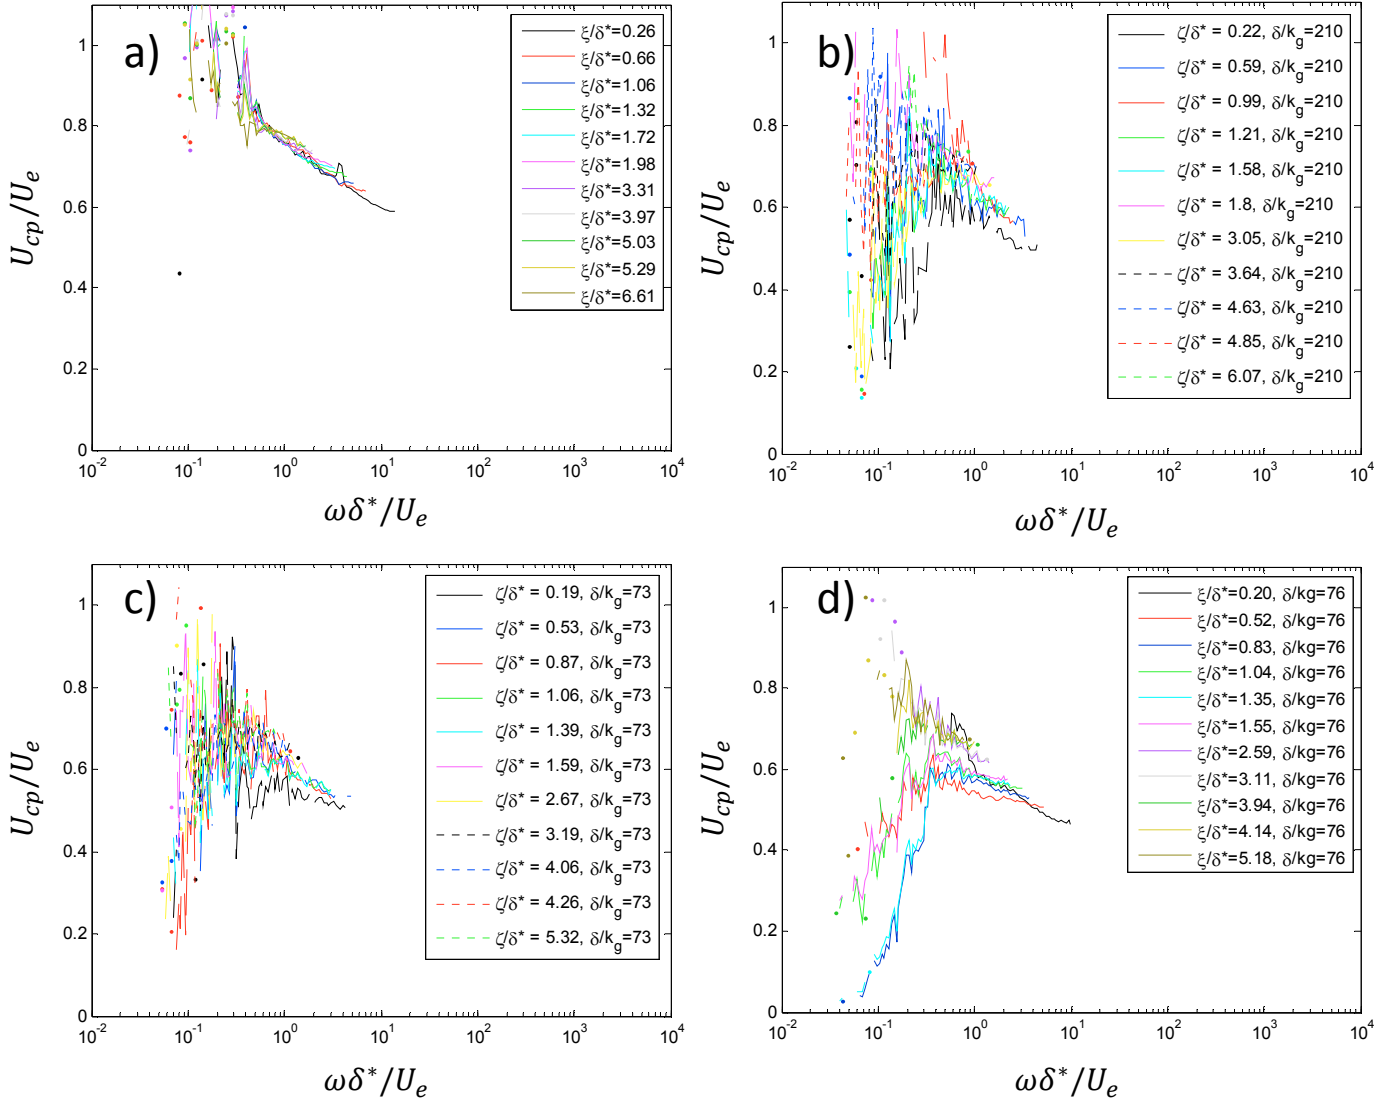 a)
U_cp/U_e
1
0.8
0.6
0.4
0.2
0
10^-2
10^-1
10^0
10^1
10^2
10^3
10^4
ωδ*/U_e
ξ/δ*=0.26
ξ/δ*=0.66
ξ/δ*=1.06
ξ/δ*=1.32
ξ/δ*=1.72
ξ/δ*=1.98
ξ/δ*=3.31
ξ/δ*=3.97
ξ/δ*=5.03
ξ/δ*=5.29
ξ/δ*=6.61
b)
U_cp/U_e
1
0.8
0.6
0.4
0.2
0
10^-2
10^-1
10^0
10^1
10^2
10^3
10^4
ωδ*/U_e
ζ/δ* = 0.22, δ/k_g=210
ζ/δ* = 0.59, δ/k_g=210
ζ/δ* = 0.99, δ/k_g=210
ζ/δ* = 1.21, δ/k_g=210
ζ/δ* = 1.58, δ/k_g=210
ζ/δ* = 1.8, δ/k_g=210
ζ/δ* = 3.05, δ/k_g=210
ζ/δ* = 3.64, δ/k_g=210
ζ/δ* = 4.63, δ/k_g=210
ζ/δ* = 4.85, δ/k_g=210
ζ/δ* = 6.07, δ/k_g=210
c)
U_cp/U_e
1
0.8
0.6
0.4
0.2
0
10^-2
10^-1
10^0
10^1
10^2
10^3
10^4
ωδ*/U_e
ζ/δ* = 0.19, δ/k_g=73
ζ/δ* = 0.53, δ/k_g=73
ζ/δ* = 0.87, δ/k_g=73
ζ/δ* = 1.06, δ/k_g=73
ζ/δ* = 1.39, δ/k_g=73
ζ/δ* = 1.59, δ/k_g=73
ζ/δ* = 2.67, δ/k_g=73
ζ/δ* = 3.19, δ/k_g=73
ζ/δ* = 4.06, δ/k_g=73
ζ/δ* = 4.26, δ/k_g=73
ζ/δ* = 5.32, δ/k_g=73
d)
U_cp/U_e
1
0.8
0.6
0.4
0.2
0
10^-2
10^-1
10^0
10^1
10^2
10^3
10^4
ωδ*/U_e
ξ/δ*=0.20, δ/kg=76
ξ/δ*=0.52, δ/kg=76
ξ/δ*=0.83, δ/kg=76
ξ/δ*=1.04, δ/kg=76
ξ/δ*=1.35, δ/kg=76
ξ/δ*=1.55, δ/kg=76
ξ/δ*=2.59, δ/kg=76
ξ/δ*=3.11, δ/kg=76
ξ/δ*=3.94, δ/kg=76
ξ/δ*=4.14, δ/kg=76
ξ/δ*=5.18, δ/kg=76